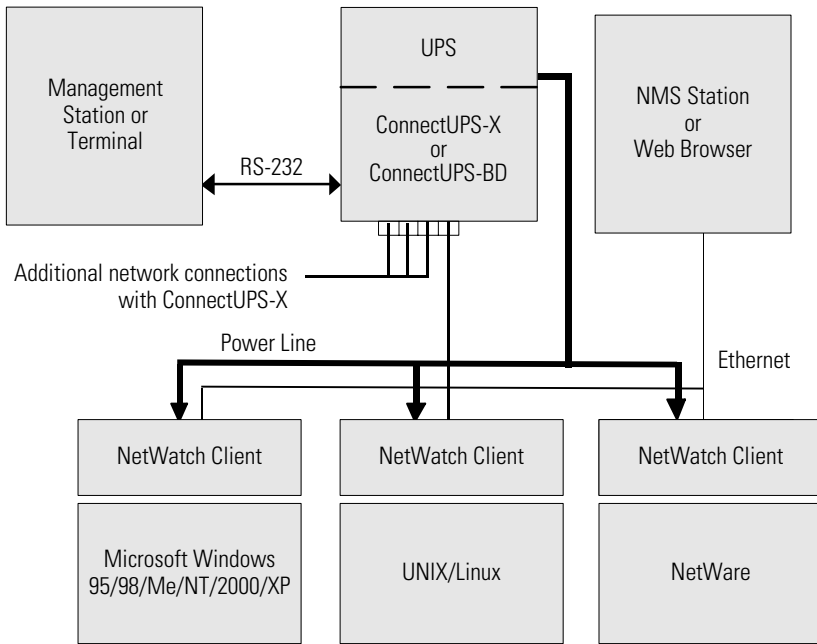 Management
Station or
Terminal
UPS
ConnectUPS-X
or
ConnectUPS-BD
NMS Station
or
Web Browser
RS-232
Additional network connections
with ConnectUPS-X
Power Line
Ethernet
NetWatch Client
NetWatch Client
NetWatch Client
Microsoft Windows
95/98/Me/NT/2000/XP
UNIX/Linux
NetWare